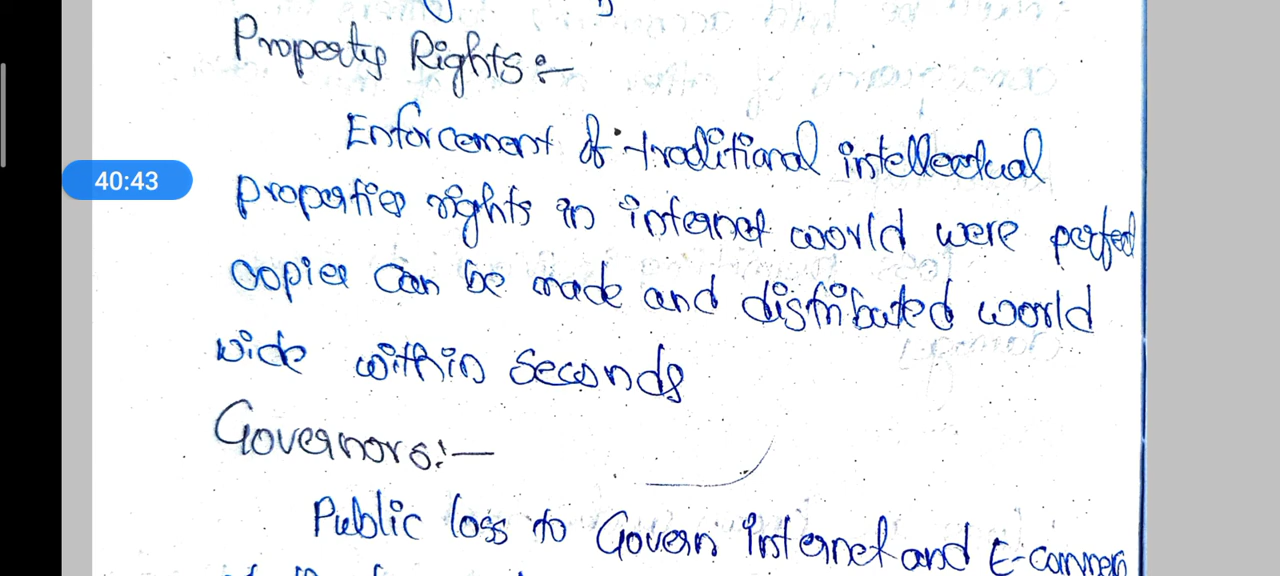 Property Rights:-
Enforcement of traditional intellectual
40:43
properties rights in internet world were perfect
copies can be made and distributed world
wide within seconds
Governors:-
Public loss to Govern internet and E-commer